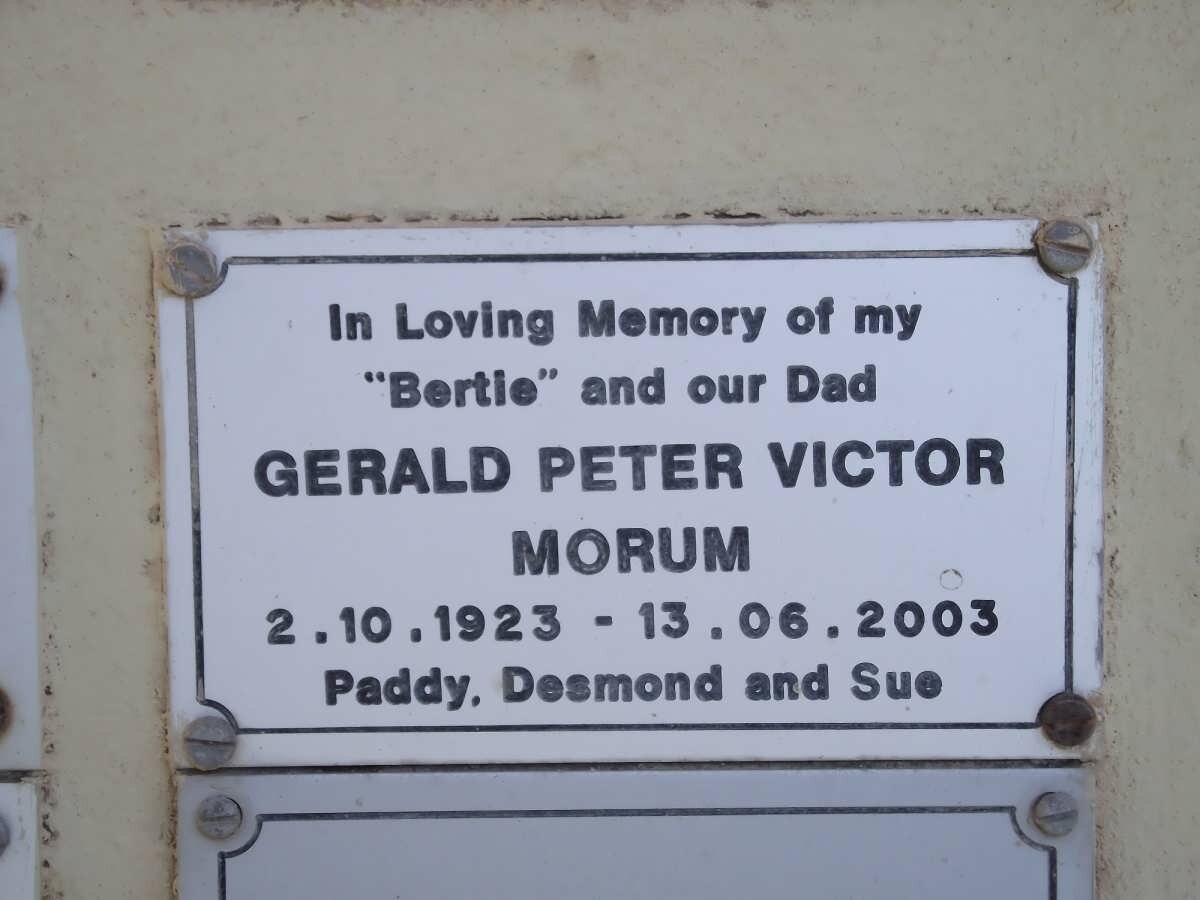 In Loving Memory of my
“Bertie” and our Dad
GERALD PETER VICTOR
MORUM
2.10.1923 - 13.06.2003
Paddy, Desmond and Sue